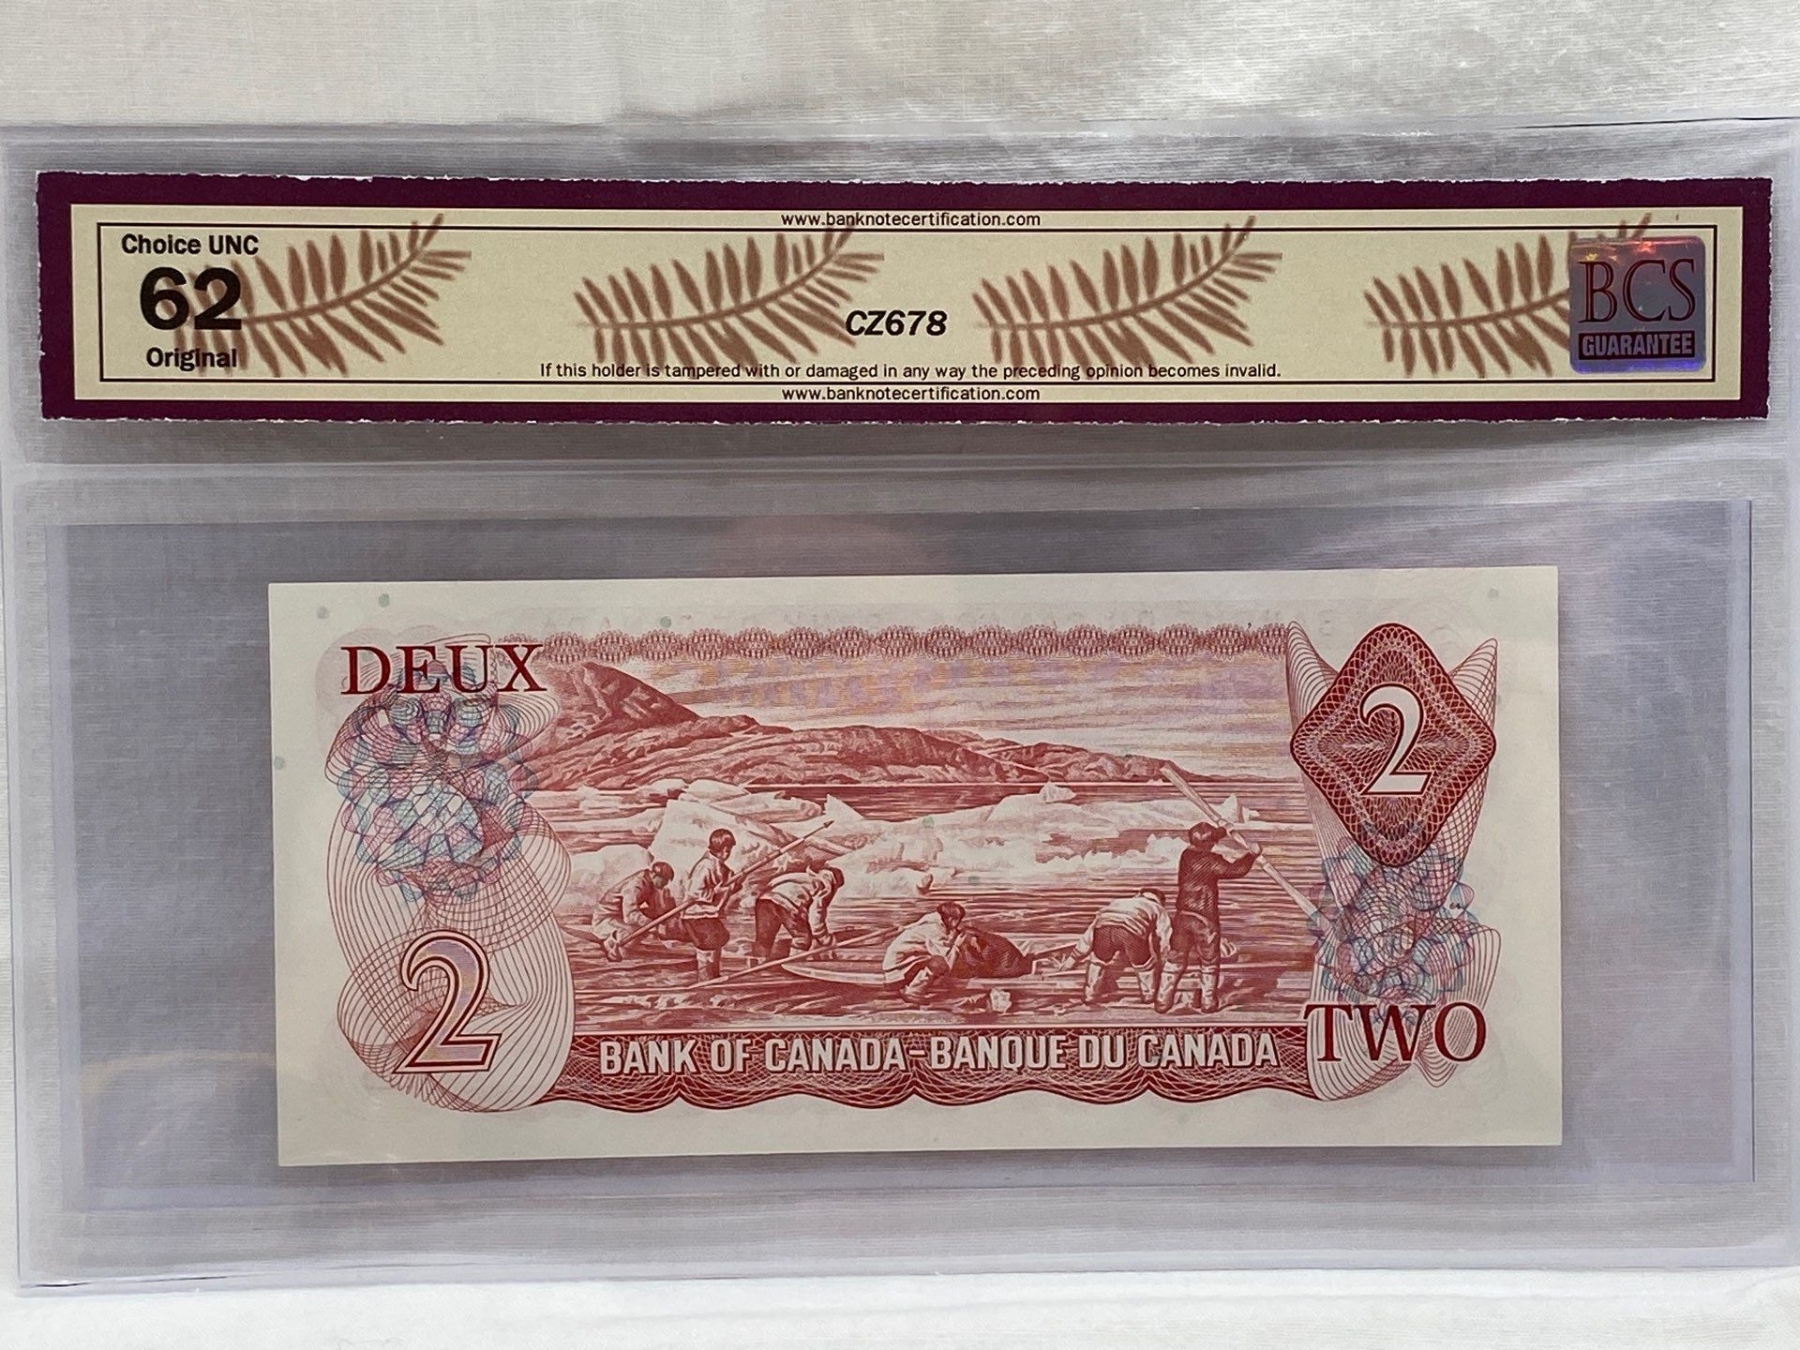 www.banknotecertification.com
Choice UNC
62
Original
CZ678
BCS
GUARANTEE
If this holder is tampered with or damaged in any way the preceding opinion becomes invalid.
www.banknotecertification.com
DEUX
2
2
BANK OF CANADA-BANQUE DU CANADA
TWO